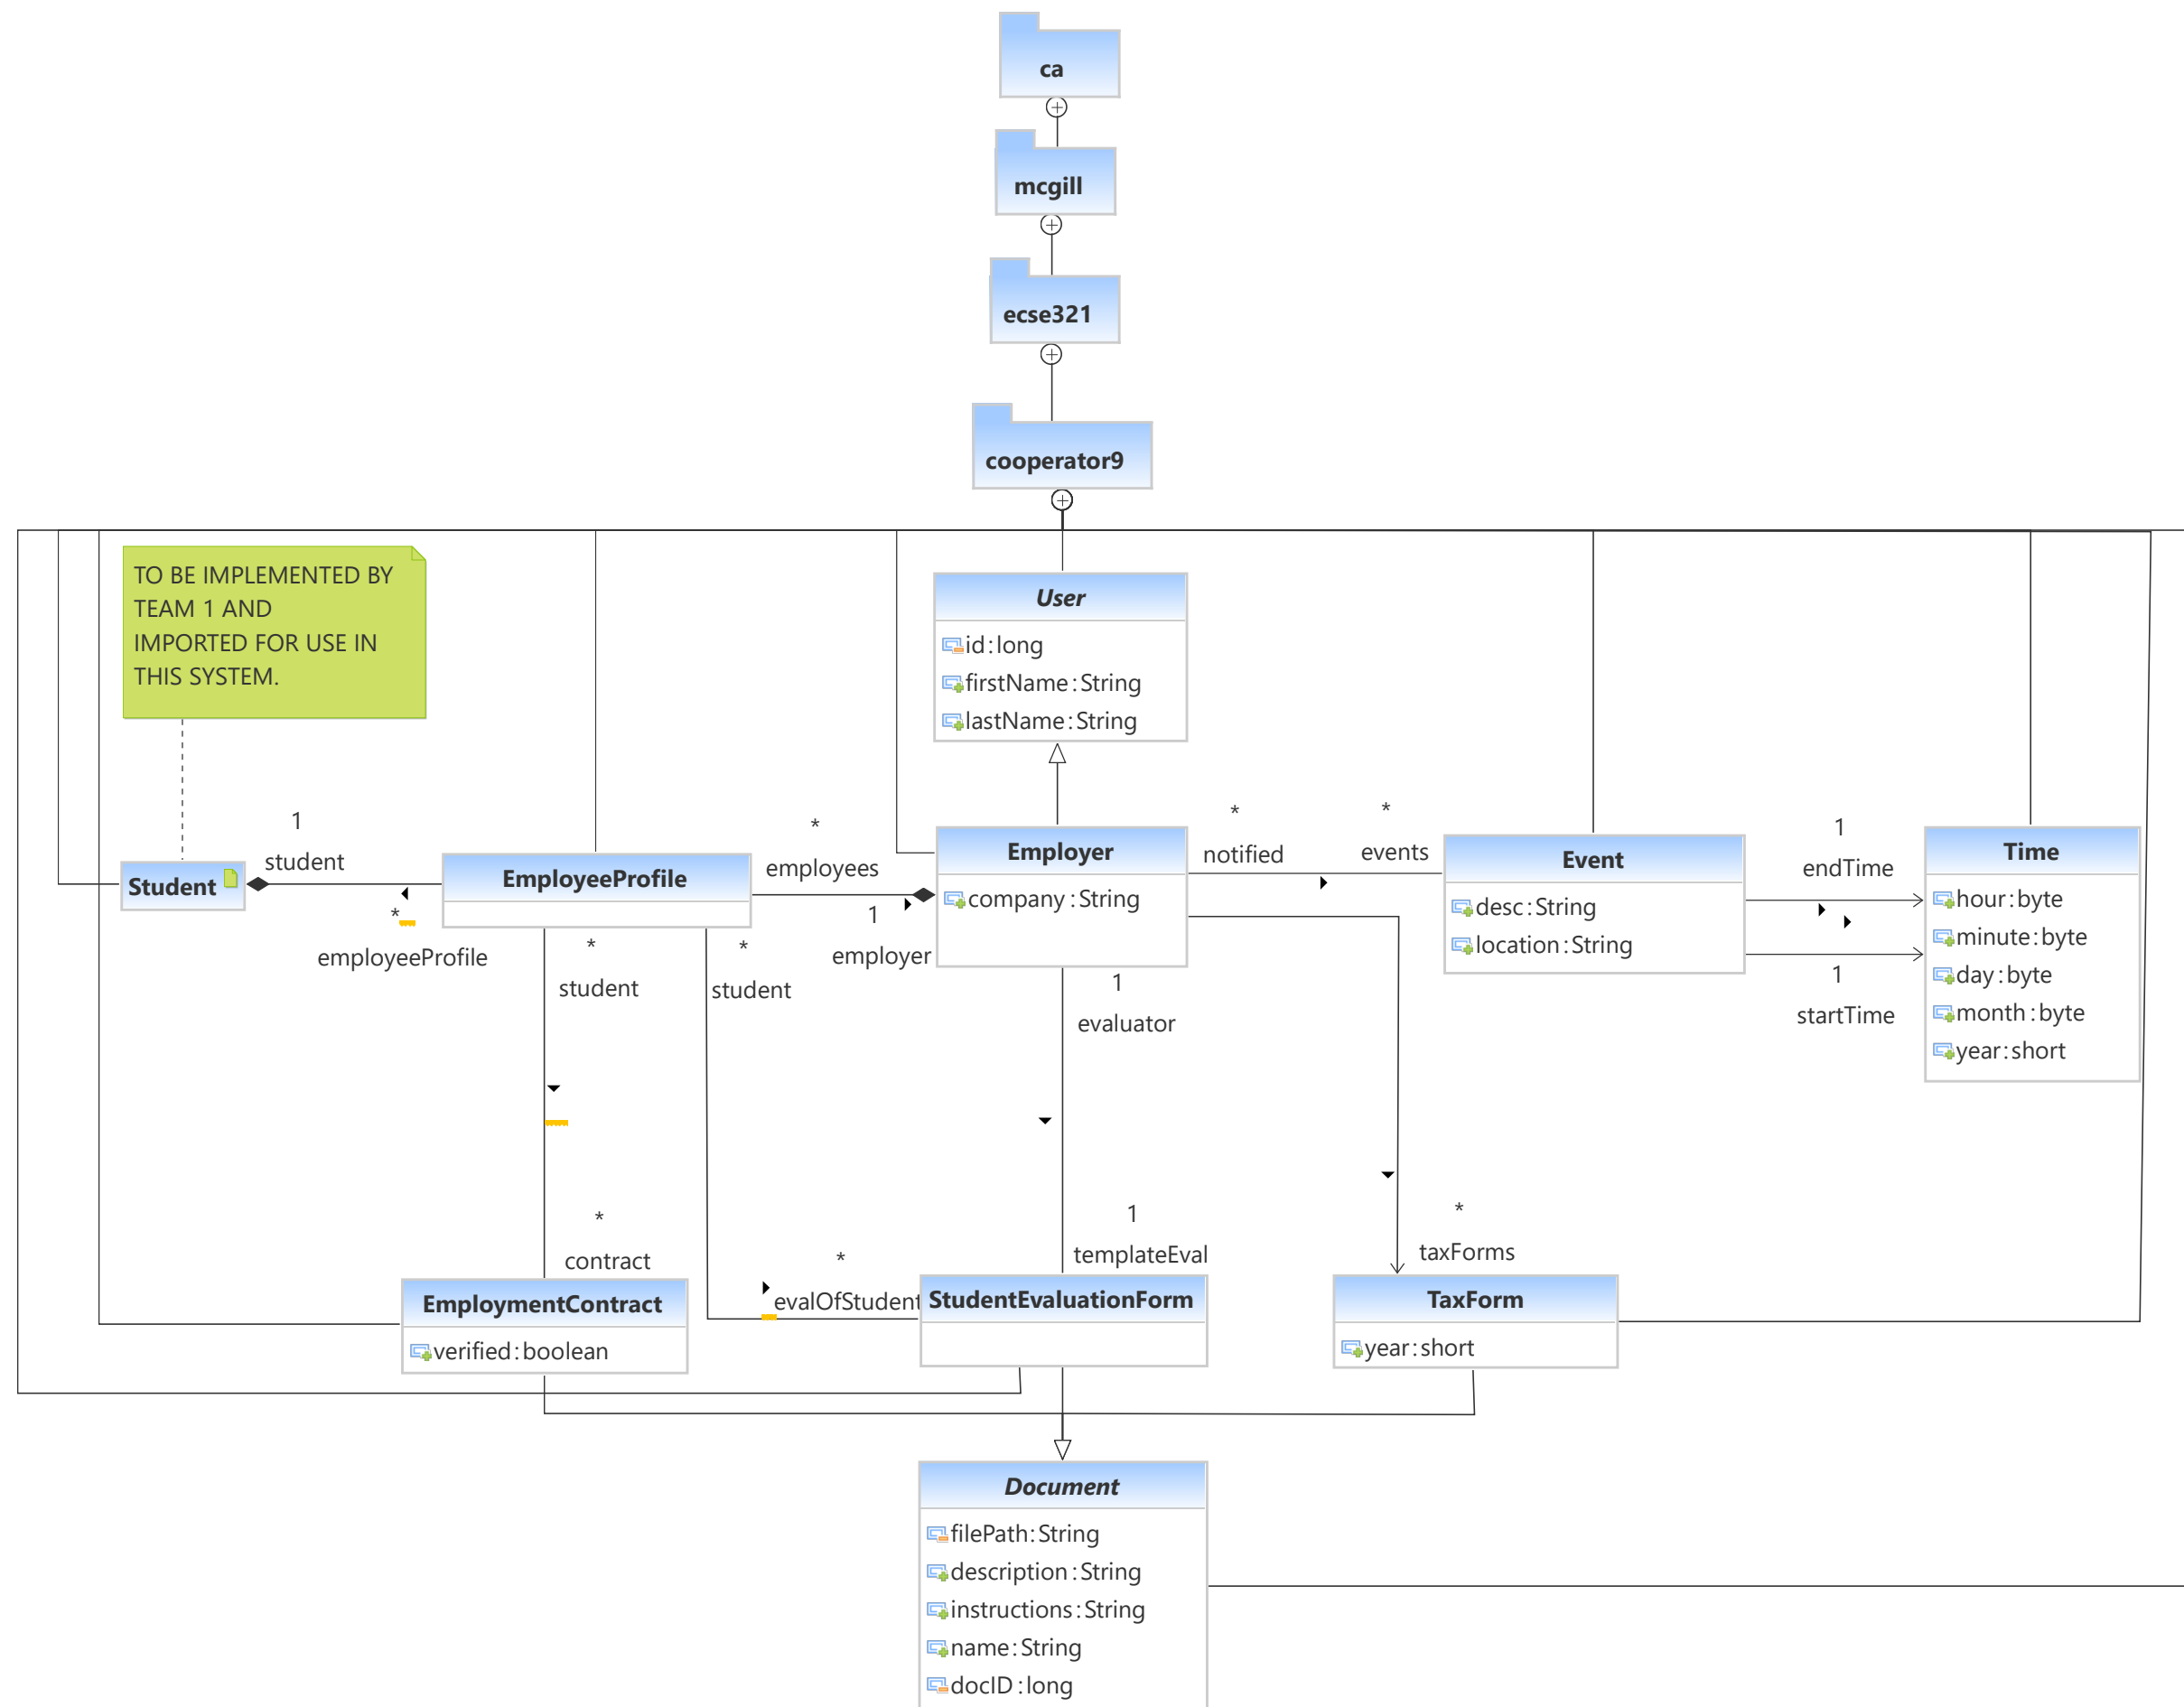 ca
mcgill
ecse321
cooperator9
TO BE IMPLEMENTED BY
TEAM 1 AND
IMPORTED FOR USE IN
THIS SYSTEM.
User
id:long
firstName:String
lastName:String
1
student
Student
*
employeeProfile
EmployeeProfile
*
employees
1
employer
Employer
company:String
*
notified
*
events
Event
desc:String
location:String
1
endTime
1
startTime
Time
hour:byte
minute:byte
day:byte
month:byte
year:short
*
student
*
student
1
evaluator
*
contract
*
evalOfStudent
1
templateEval
*
taxForms
EmploymentContract
verified:boolean
StudentEvaluationForm
TaxForm
year:short
Document
filePath:String
description:String
instructions:String
name:String
docID:long